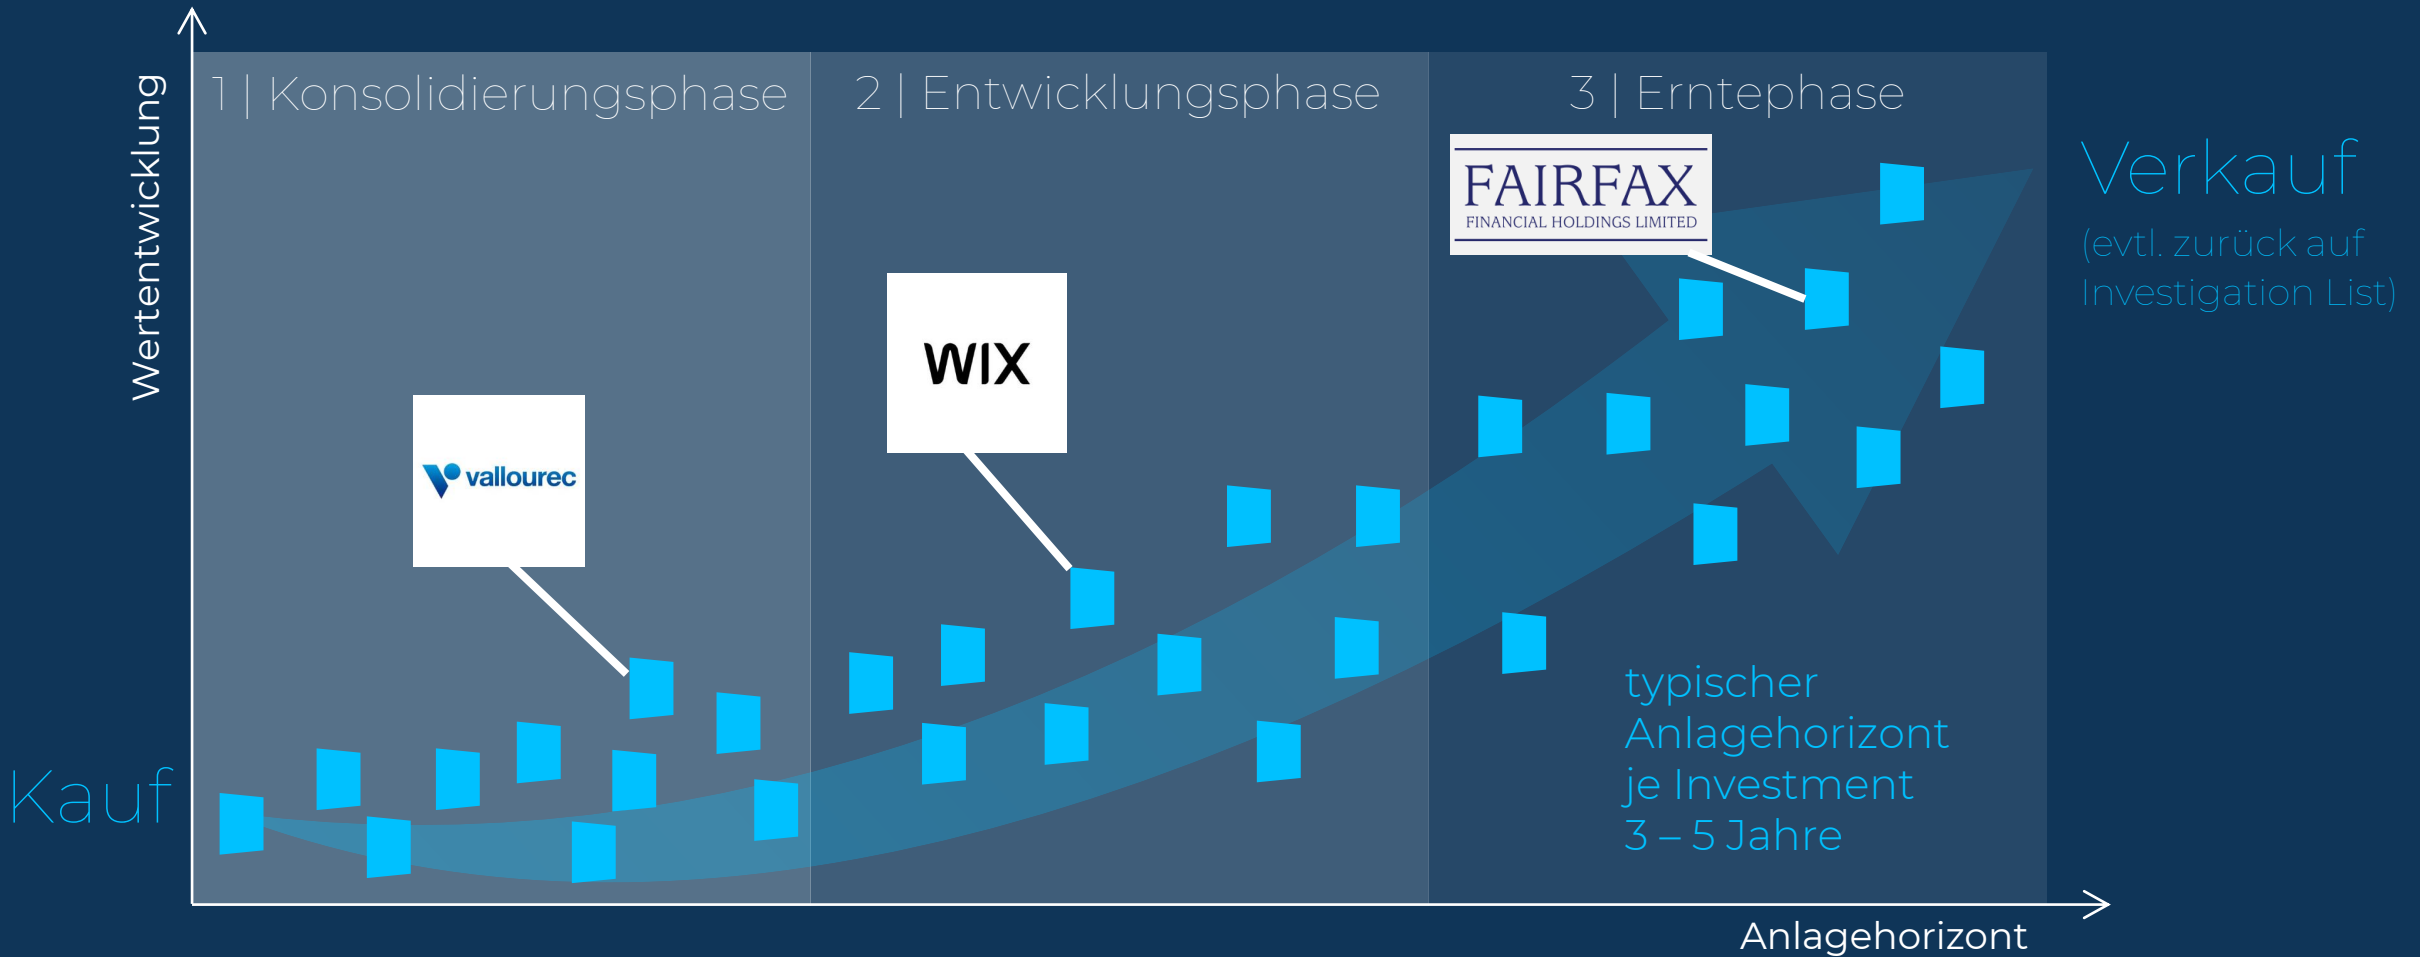 Wertentwicklung
1 | Konsolidierungsphase
2 | Entwicklungsphase
3 | Erntephase
FAIRFAX
FINANCIAL HOLDINGS LIMITED
Verkauf
(evtl. zurück auf
Investigation List)
WIX
vallourec
Kauf
typischer
Anlagehorizont
je Investment
3 – 5 Jahre
Anlagehorizont